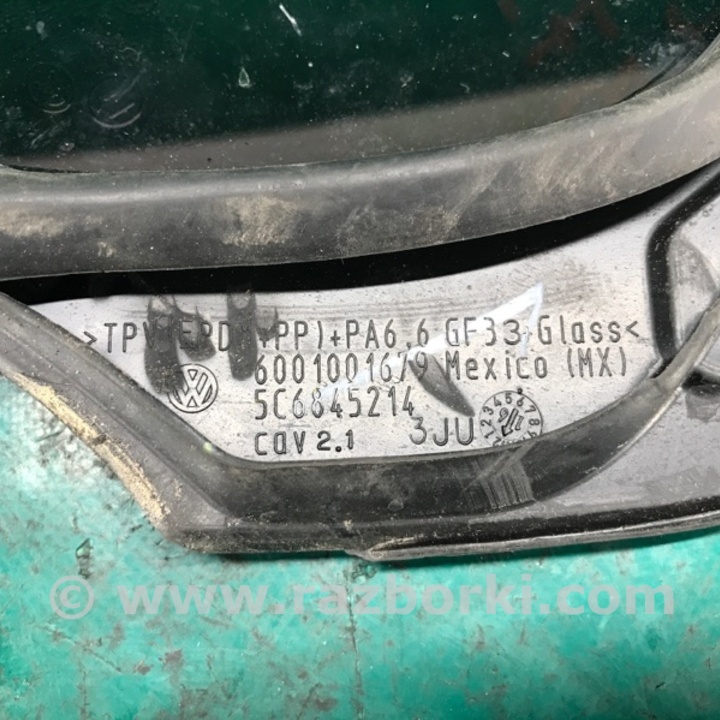 >TPV(EPDM+PP)+PA6,6 GF33 Glass<
6001001679 Mexico (MX)
5C6845214
cav 2.1 3JU
© www.razborki.com